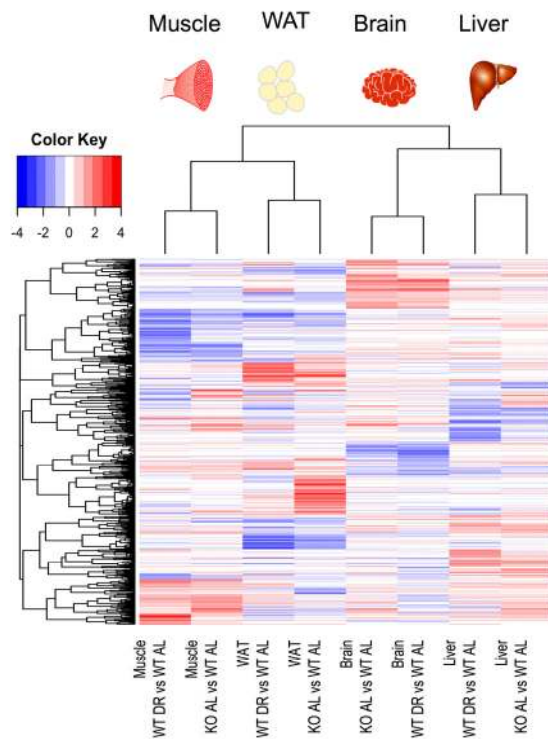 Muscle WAT Brain Liver
Color Key
-4 -2 0 2 4
Muscle
WT DR vs WT AL
Muscle
KO AL vs WT AL
WAT
WT DR vs WT AL
WAT
KO AL vs WT AL
Brain
KO AL vs WT AL
Brain
WT DR vs WT AL
Liver
WT DR vs WT AL
Liver
KO AL vs WT AL